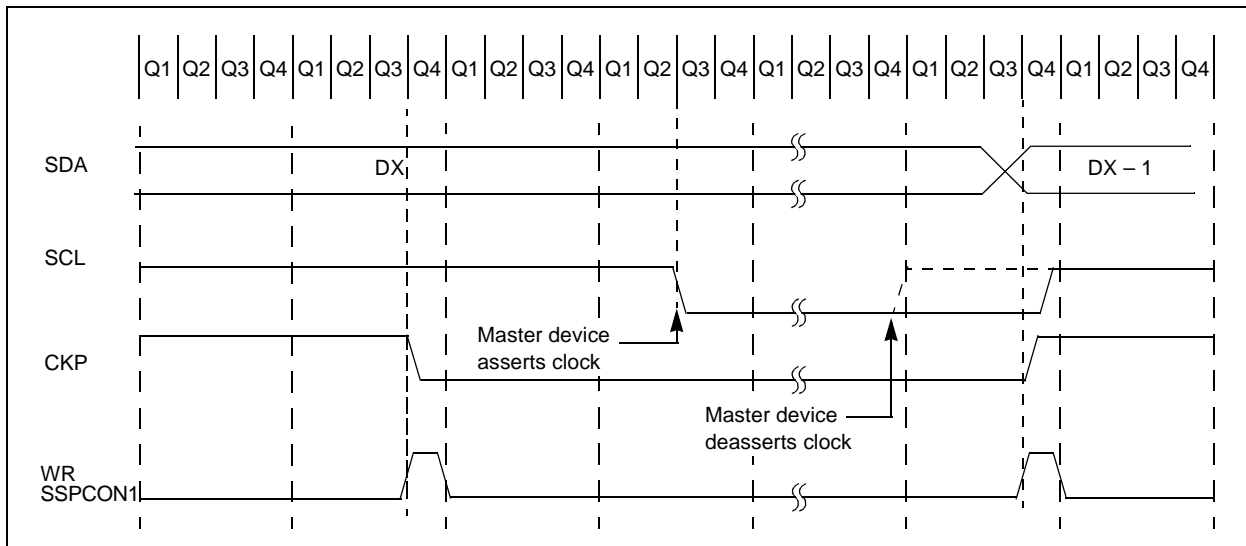 Q1 Q2 Q3 Q4 Q1 Q2 Q3 Q4 Q1 Q2 Q3 Q4 Q1 Q2 Q3 Q4 Q1 Q2 Q3 Q4 Q1 Q2 Q3 Q4 Q1 Q2 Q3 Q4
SDA
DX
DX – 1
SCL
Master device
asserts clock
CKP
Master device
deasserts clock
WR
SSPCON1